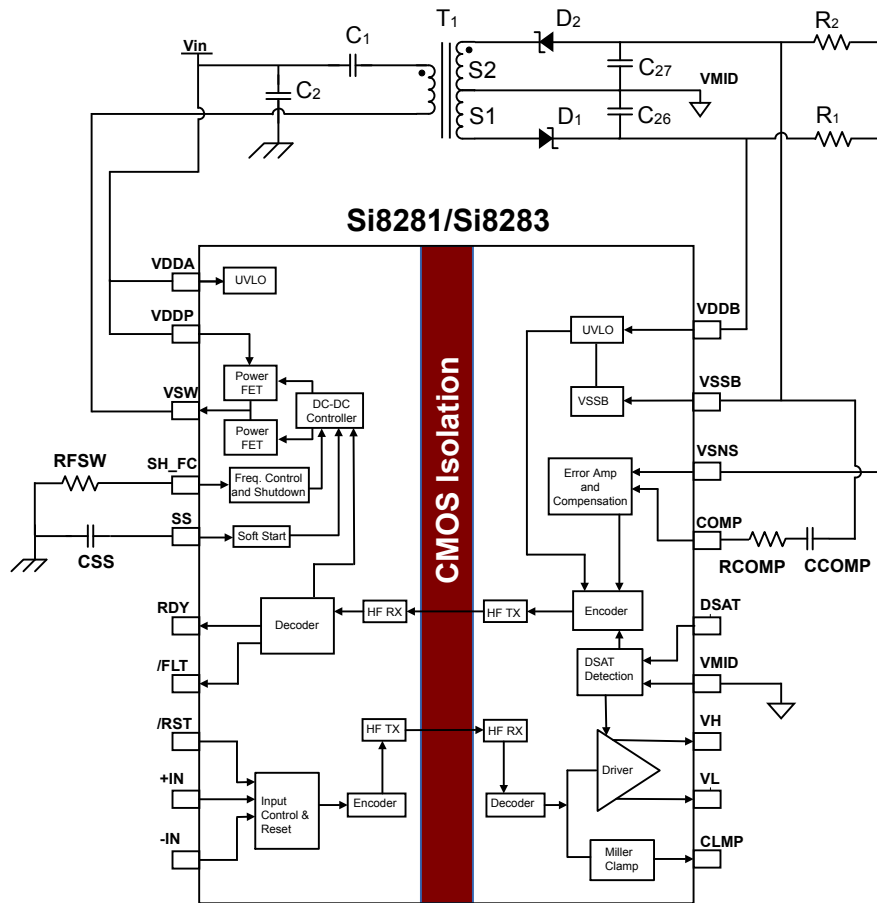 Vin
C1
T1
D2
R2
C2
S2
C27
VMID
S1
D1
C26
R1
Si8281/Si8283
CMOS Isolation
VDDA
UVLO
VDDP
VDDB
UVLO
Power
FET
VSW
DC-DC
Controller
VSSB
VSSB
Power
FET
VSNS
RFSW
SH_FC
Freq. Control
and Shutdown
Error Amp
and
Compensation
SS
Soft Start
COMP
CSS
RCOMP
CCOMP
RDY
Decoder
HF RX
HF TX
Encoder
DSAT
/FLT
DSAT
Detection
VMID
/RST
HF TX
HF RX
VH
+IN
Input
Control &
Reset
Encoder
Decoder
Driver
VL
-IN
Miller
Clamp
CLMP